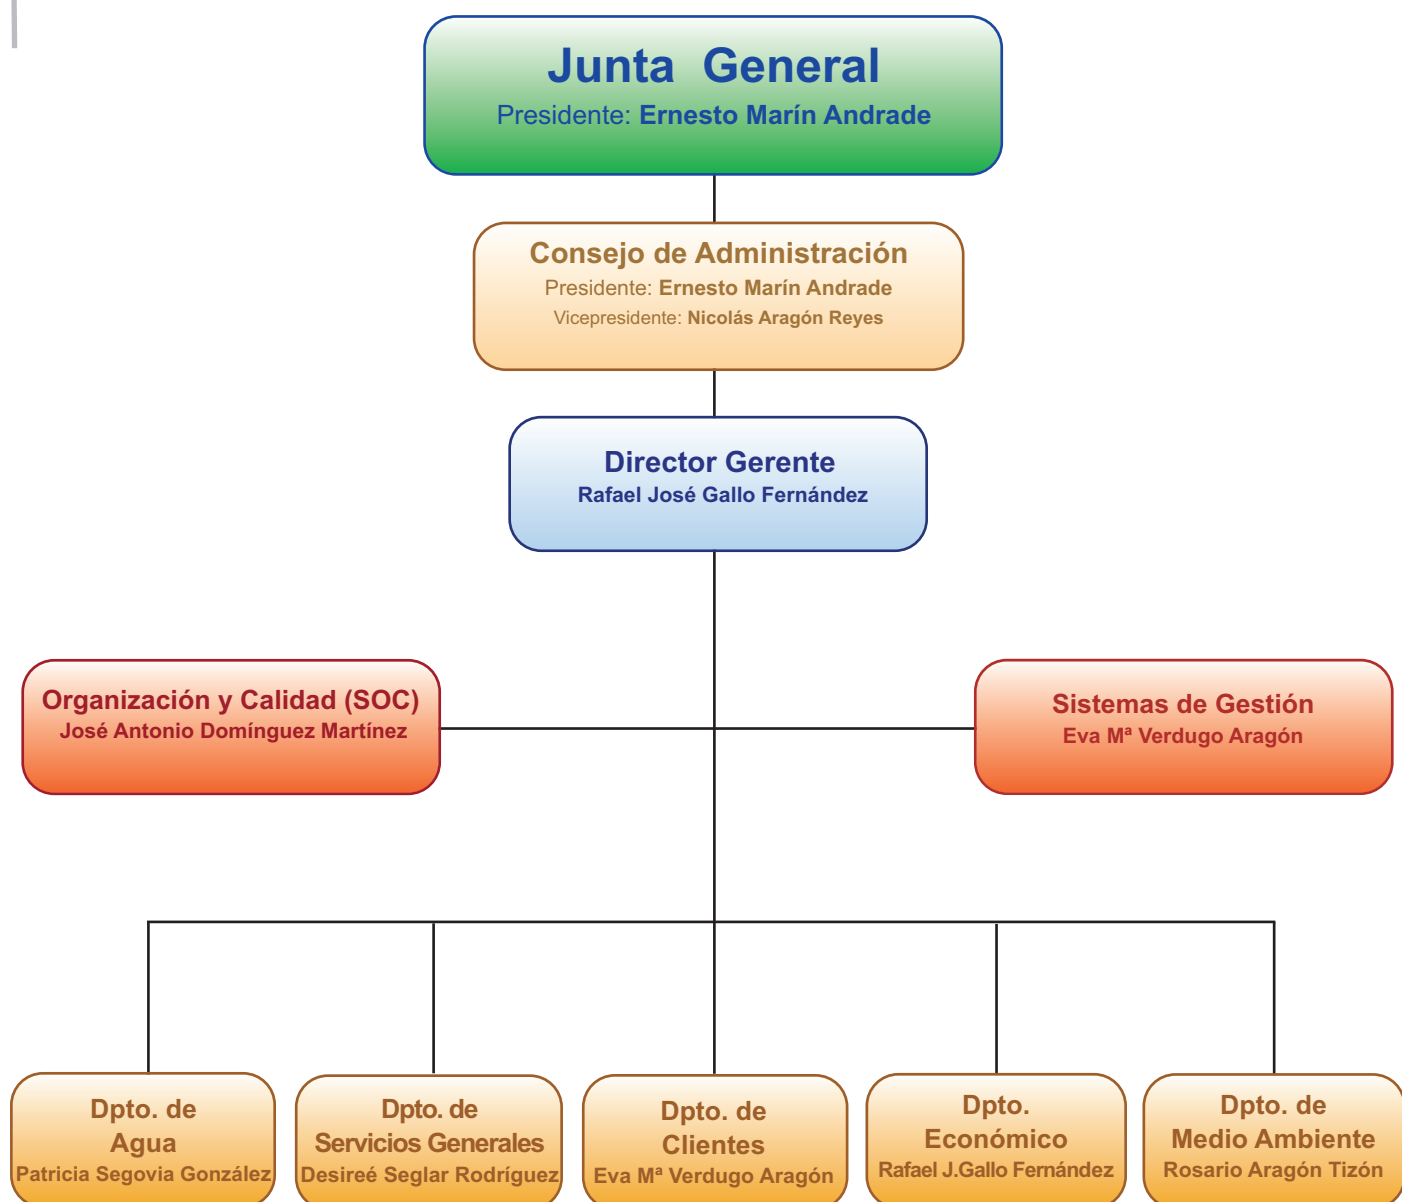 Junta General
Presidente: Ernesto Marín Andrade
Consejo de Administración
Presidente: Ernesto Marín Andrade
Vicepresidente: Nicolás Aragón Reyes
Director Gerente
Rafael José Gallo Fernández
Organización y Calidad (SOC)
José Antonio Domínguez Martínez
Sistemas de Gestión
Eva Mª Verdugo Aragón
Dpto. de
Agua
Patricia Segovia González
Dpto. de
Servicios Generales
Desireé Seglar Rodríguez
Dpto. de
Clientes
Eva Mª Verdugo Aragón
Dpto.
Económico
Rafael J.Gallo Fernández
Dpto. de
Medio Ambiente
Rosario Aragón Tizón